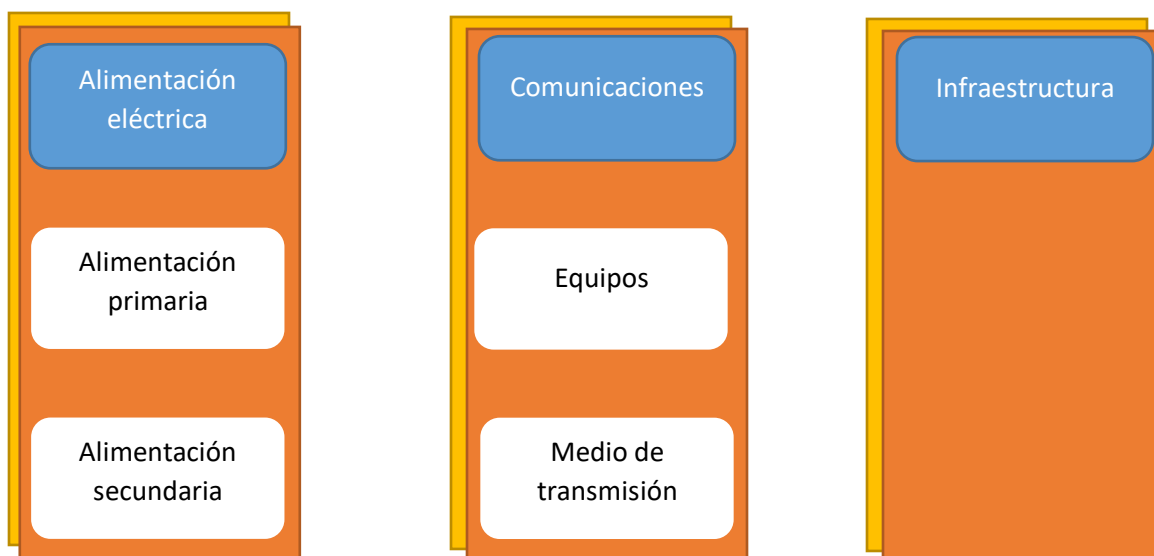 Alimentación
eléctrica
Alimentación
primaria
Alimentación
secundaria
Comunicaciones
Equipos
Medio de
transmisión
Infraestructura